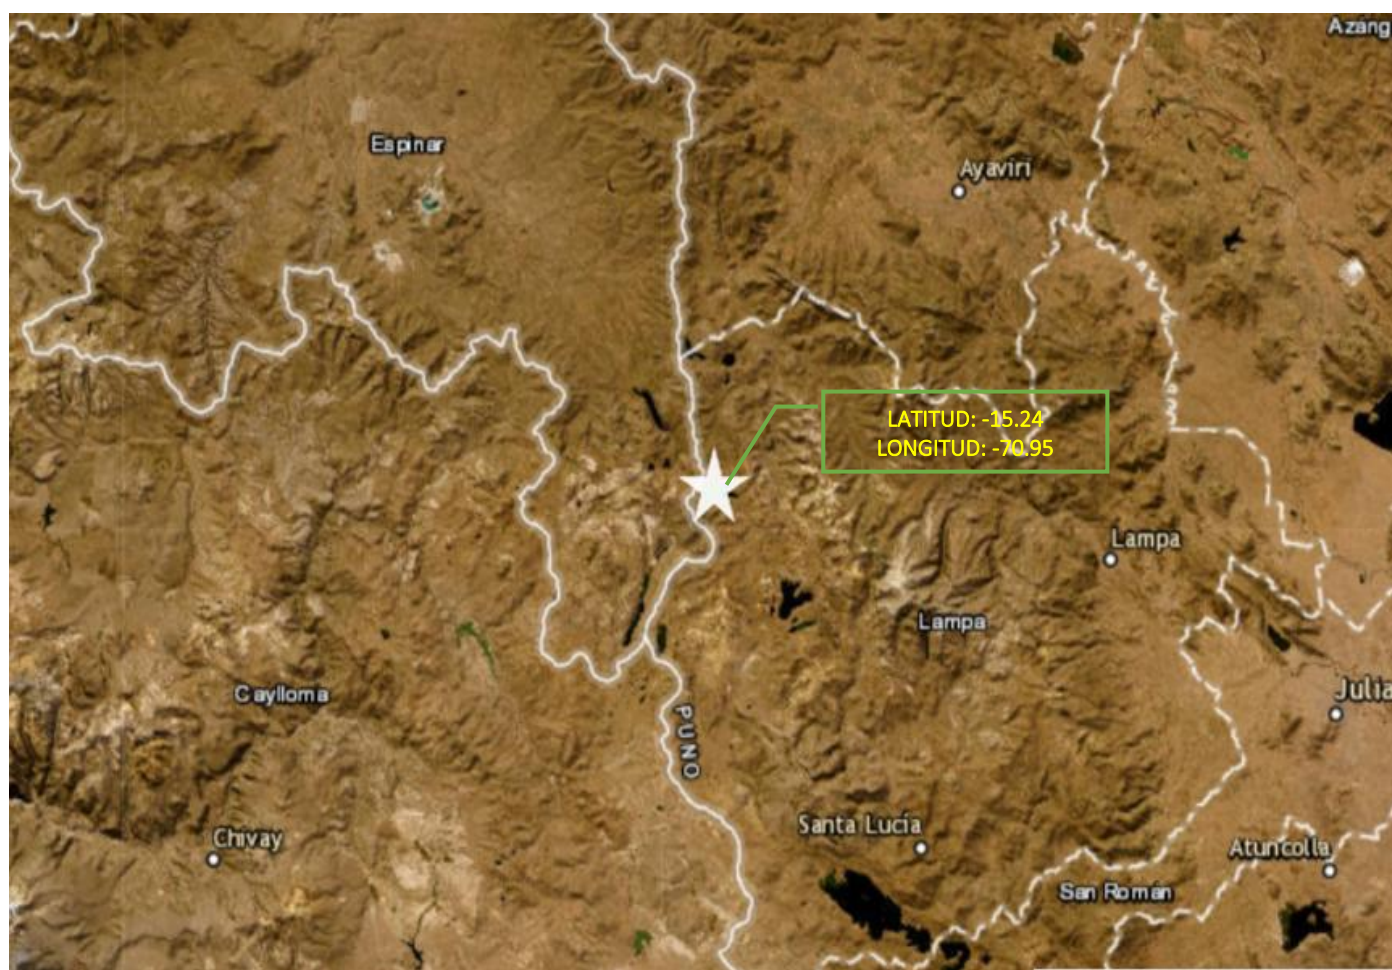 Azang
Espinar
Ayaviri
LATITUD: -15.24
LONGITUD: -70.95
Lampa
Lampa
Caylloma
Julia
PUNO
Santa Lucía
Chivay
Atuncolla
San Román